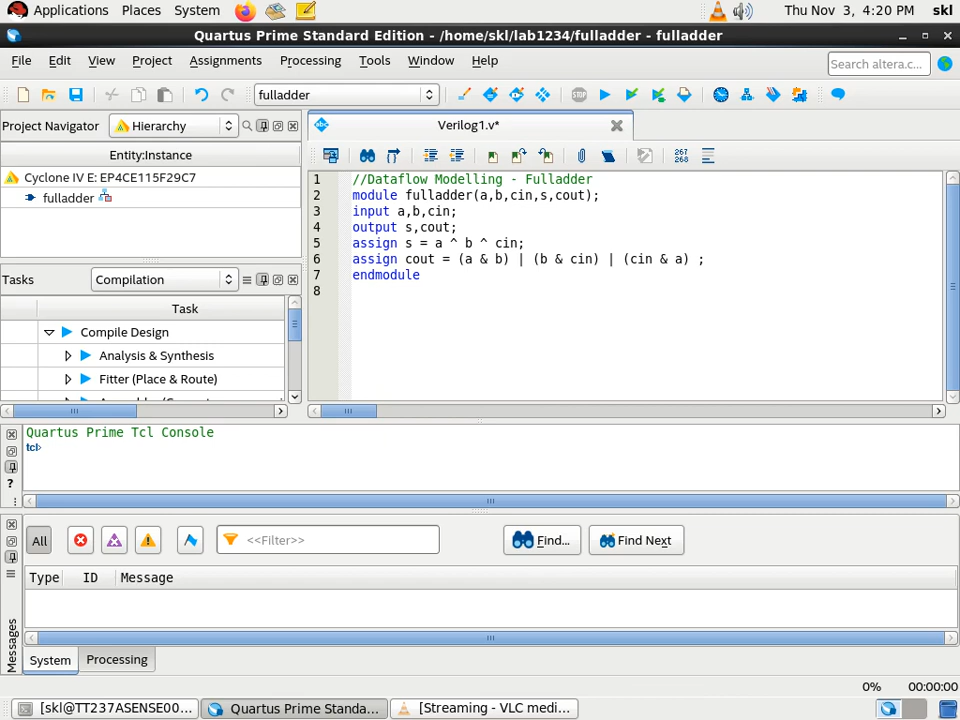 Applications Places System Thu Nov 3, 4:20 PM skl
Quartus Prime Standard Edition - /home/skl/lab1234/fulladder - fulladder
File Edit View Project Assignments Processing Tools Window Help Search altera.c...
fulladder STOP
Project Navigator Hierarchy Verilog1.v*
Entity:Instance
Cyclone IV E: EP4CE115F29C7
fulladder
Tasks Compilation
Task
Compile Design
Analysis & Synthesis
Fitter (Place & Route)
abc
267
268
1 //Dataflow Modelling - Fulladder
2 module fulladder(a,b,cin,s,cout);
3 input a,b,cin;
4 output s,cout;
5 assign s = a ^ b ^ cin;
6 assign cout = (a & b) | (b & cin) | (cin & a) ;
7 endmodule
8
Quartus Prime Tcl Console
tcl>
All <<Filter>> Find... Find Next
Type ID Message
Messages
System Processing
0% 00:00:00
[skl@TT237ASENSE00... Quartus Prime Standa... [Streaming - VLC medi...